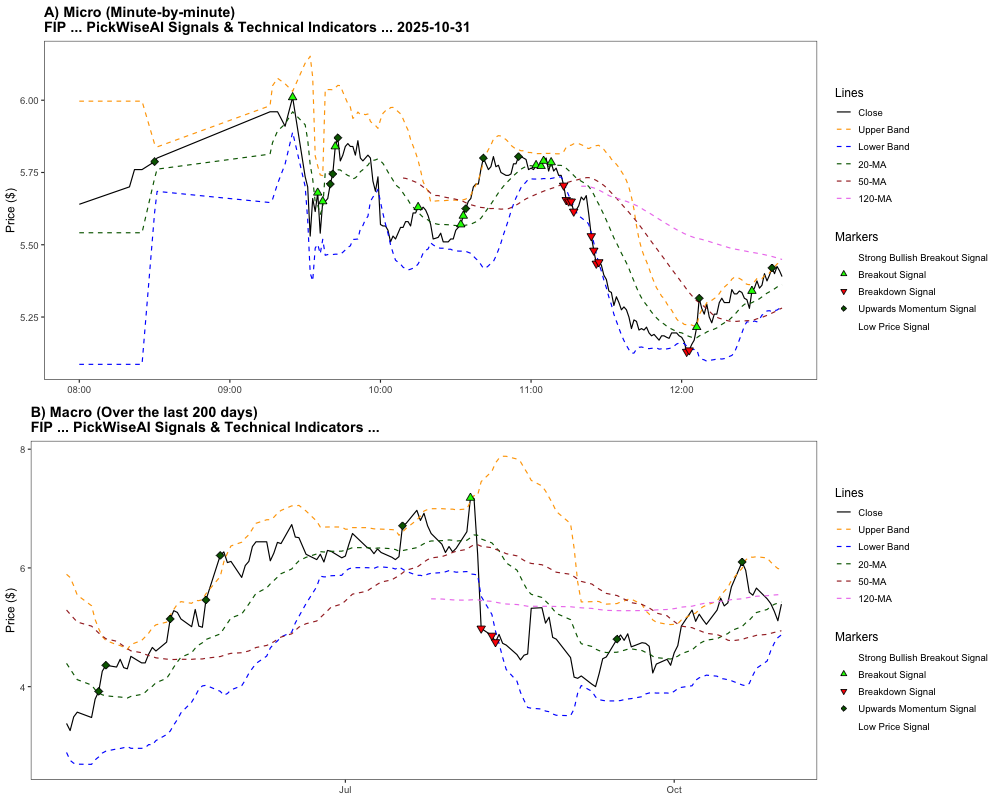 A) Micro (Minute-by-minute)
FIP ... PickWiseAI Signals & Technical Indicators ... 2025-10-31
Price ($)
6.00
5.75
5.50
5.25
08:00
09:00
10:00
11:00
12:00
Lines
Close
Upper Band
Lower Band
20-MA
50-MA
120-MA
Markers
Strong Bullish Breakout Signal
Breakout Signal
Breakdown Signal
Upwards Momentum Signal
Low Price Signal
B) Macro (Over the last 200 days)
FIP ... PickWiseAI Signals & Technical Indicators ...
Price ($)
8
6
4
Jul
Oct
Lines
Close
Upper Band
Lower Band
20-MA
50-MA
120-MA
Markers
Strong Bullish Breakout Signal
Breakout Signal
Breakdown Signal
Upwards Momentum Signal
Low Price Signal